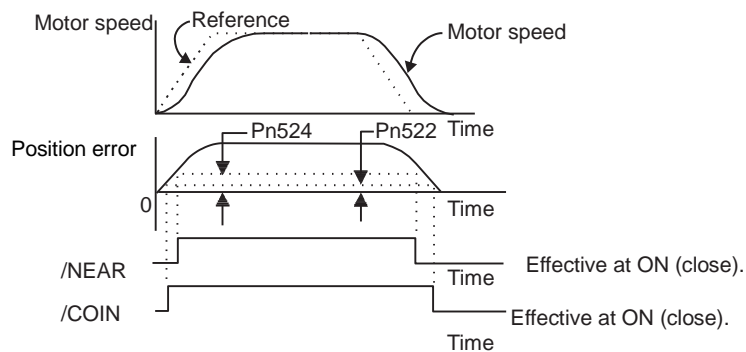 Motor speed
Reference
Motor speed
Time
Pn524
Pn522
Position error
0
Time
/NEAR
Time
Effective at ON (close).
/COIN
Effective at ON (close).
Time